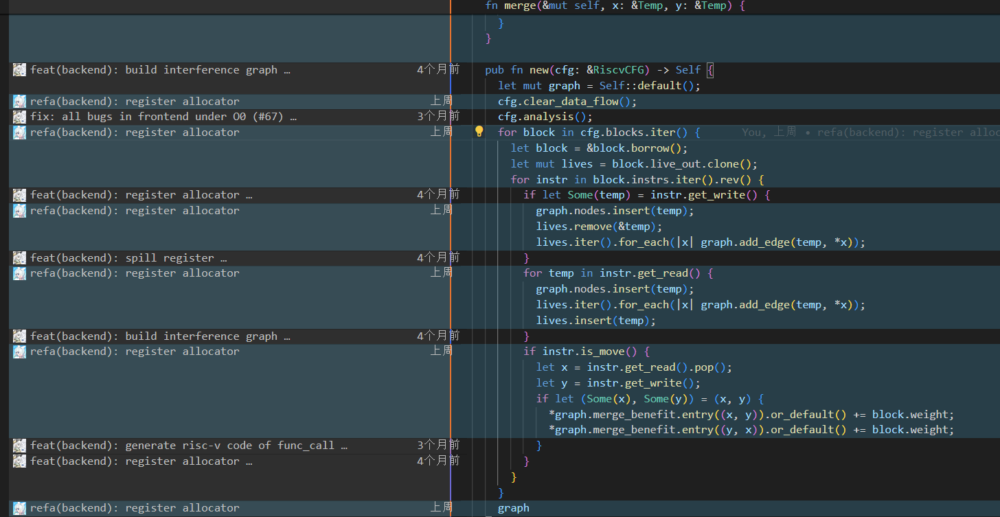 fn merge(&mut self, x: &Temp, y: &Temp) {
}
}
feat(backend): build interference graph … 4个月前 pub fn new(cfg: &RiscvCFG) -> Self {
let mut graph = Self::default();
refa(backend): register allocator 上周 cfg.clear_data_flow();
fix: all bugs in frontend under O0 (#67) … 3个月前 cfg.analysis();
refa(backend): register allocator 上周 for block in cfg.blocks.iter() { You, 上周 • refa(backend): register alloc
let block = &block.borrow();
let mut lives = block.live_out.clone();
for instr in block.instrs.iter().rev() {
feat(backend): register allocator … 4个月前 if let Some(temp) = instr.get_write() {
refa(backend): register allocator 上周 graph.nodes.insert(temp);
lives.remove(&temp);
lives.iter().for_each(|x| graph.add_edge(temp, *x));
feat(backend): spill register … 4个月前 }
refa(backend): register allocator 上周 for temp in instr.get_read() {
graph.nodes.insert(temp);
lives.iter().for_each(|x| graph.add_edge(temp, *x));
lives.insert(temp);
feat(backend): build interference graph … 4个月前 }
refa(backend): register allocator 上周 if instr.is_move() {
let x = instr.get_read().pop();
let y = instr.get_write();
if let (Some(x), Some(y)) = (x, y) {
*graph.merge_benefit.entry((x, y)).or_default() += block.weight;
*graph.merge_benefit.entry((y, x)).or_default() += block.weight;
feat(backend): generate risc-v code of func_call … 3个月前 }
feat(backend): register allocator … 4个月前 }
}
}
refa(backend): register allocator 上周 graph